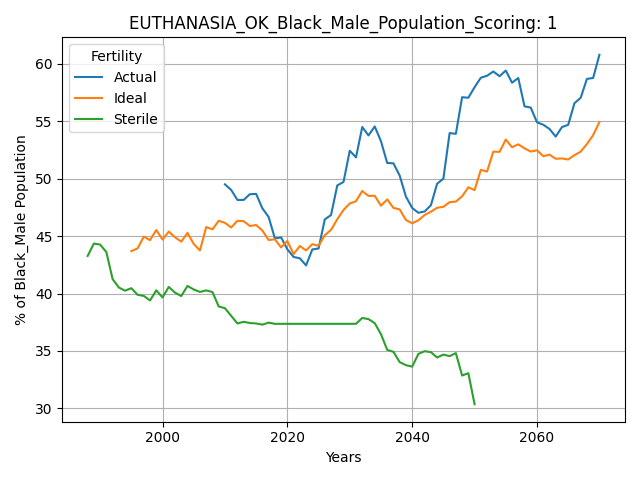 EUTHANASIA_OK_Black_Male_Population_Scoring: 1
Fertility
Actual
Ideal
Sterile
% of Black_Male Population
60
55
50
45
40
35
30
2000
2020
2040
2060
Years